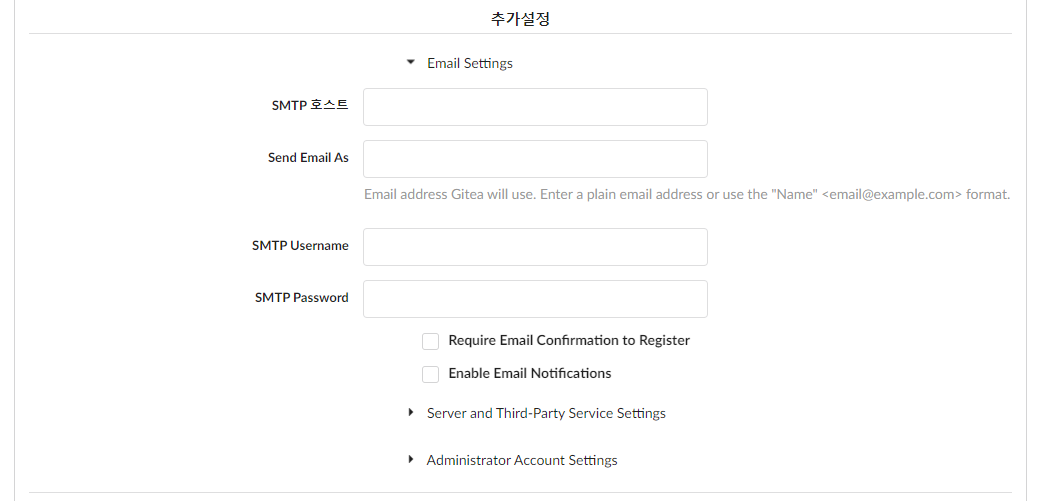 추가설정
Email Settings
SMTP 호스트
Send Email As
Email address Gitea will use. Enter a plain email address or use the "Name" <email@example.com> format.
SMTP Username
SMTP Password
Require Email Confirmation to Register
Enable Email Notifications
Server and Third-Party Service Settings
Administrator Account Settings